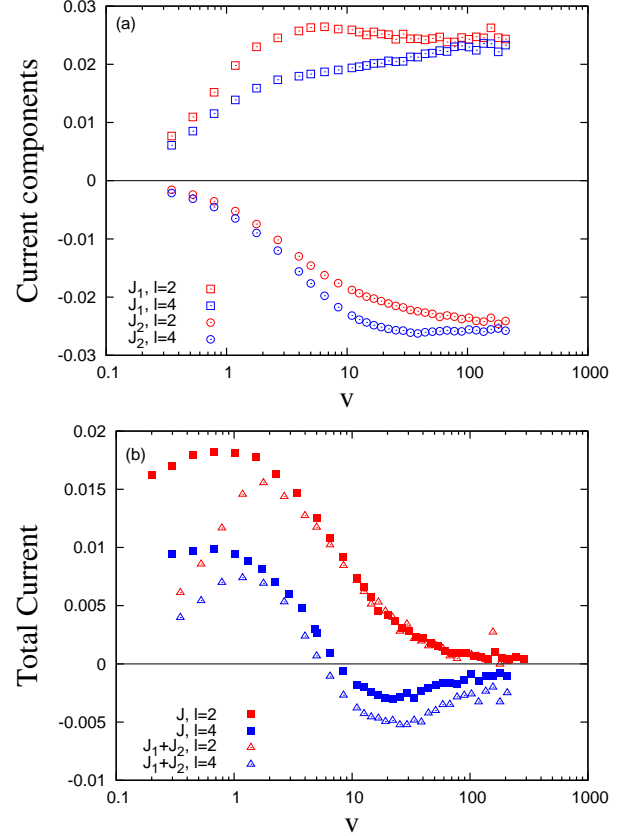 (a)
0.03
0.02
0.01
0
-0.01
-0.02
-0.03
Current components
J1, l=2
J1, l=4
J2, l=2
J2, l=4
0.1 1 10 100 1000
v
(b)
0.02
0.015
0.01
0.005
0
-0.005
-0.01
Total Current
J, l=2
J, l=4
J1+J2, l=2
J1+J2, l=4
0.1 1 10 100 1000
v